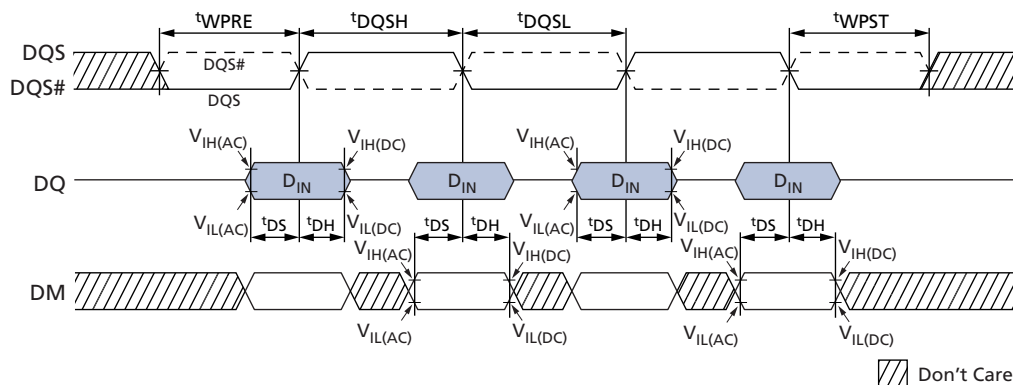 tWPRE tDQSH tDQSL tWPST
DQS
DQS#
DQS#
DQS
VIH(AC) VIH(DC) VIH(AC) VIH(DC)
DQ DIN DIN DIN DIN
VIL(AC) VIL(DC) VIL(AC) VIL(DC)
tDS tDH tDS tDH tDS tDH tDS tDH
VIH(AC) VIH(DC) VIH(AC) VIH(DC)
DM
VIL(AC) VIL(DC) VIL(AC) VIL(DC)
Don't Care